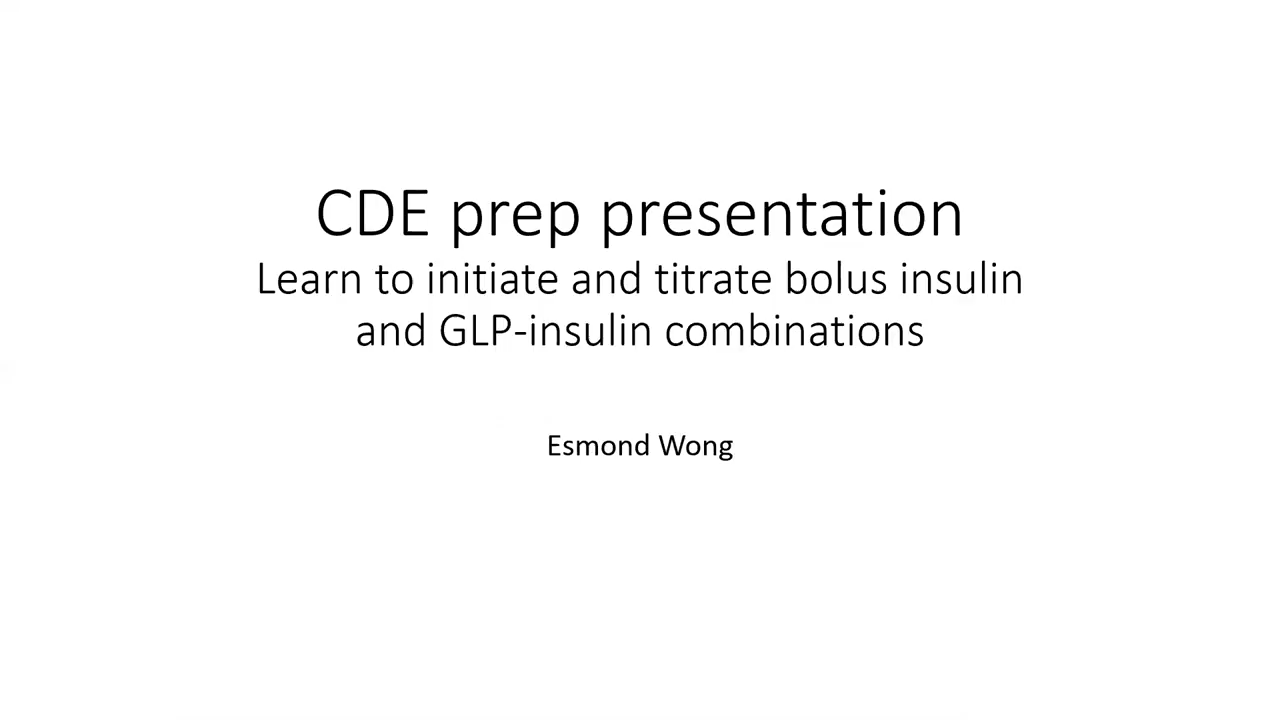 CDE prep presentation
Learn to initiate and titrate bolus insulin
and GLP-insulin combinations
Esmond Wong